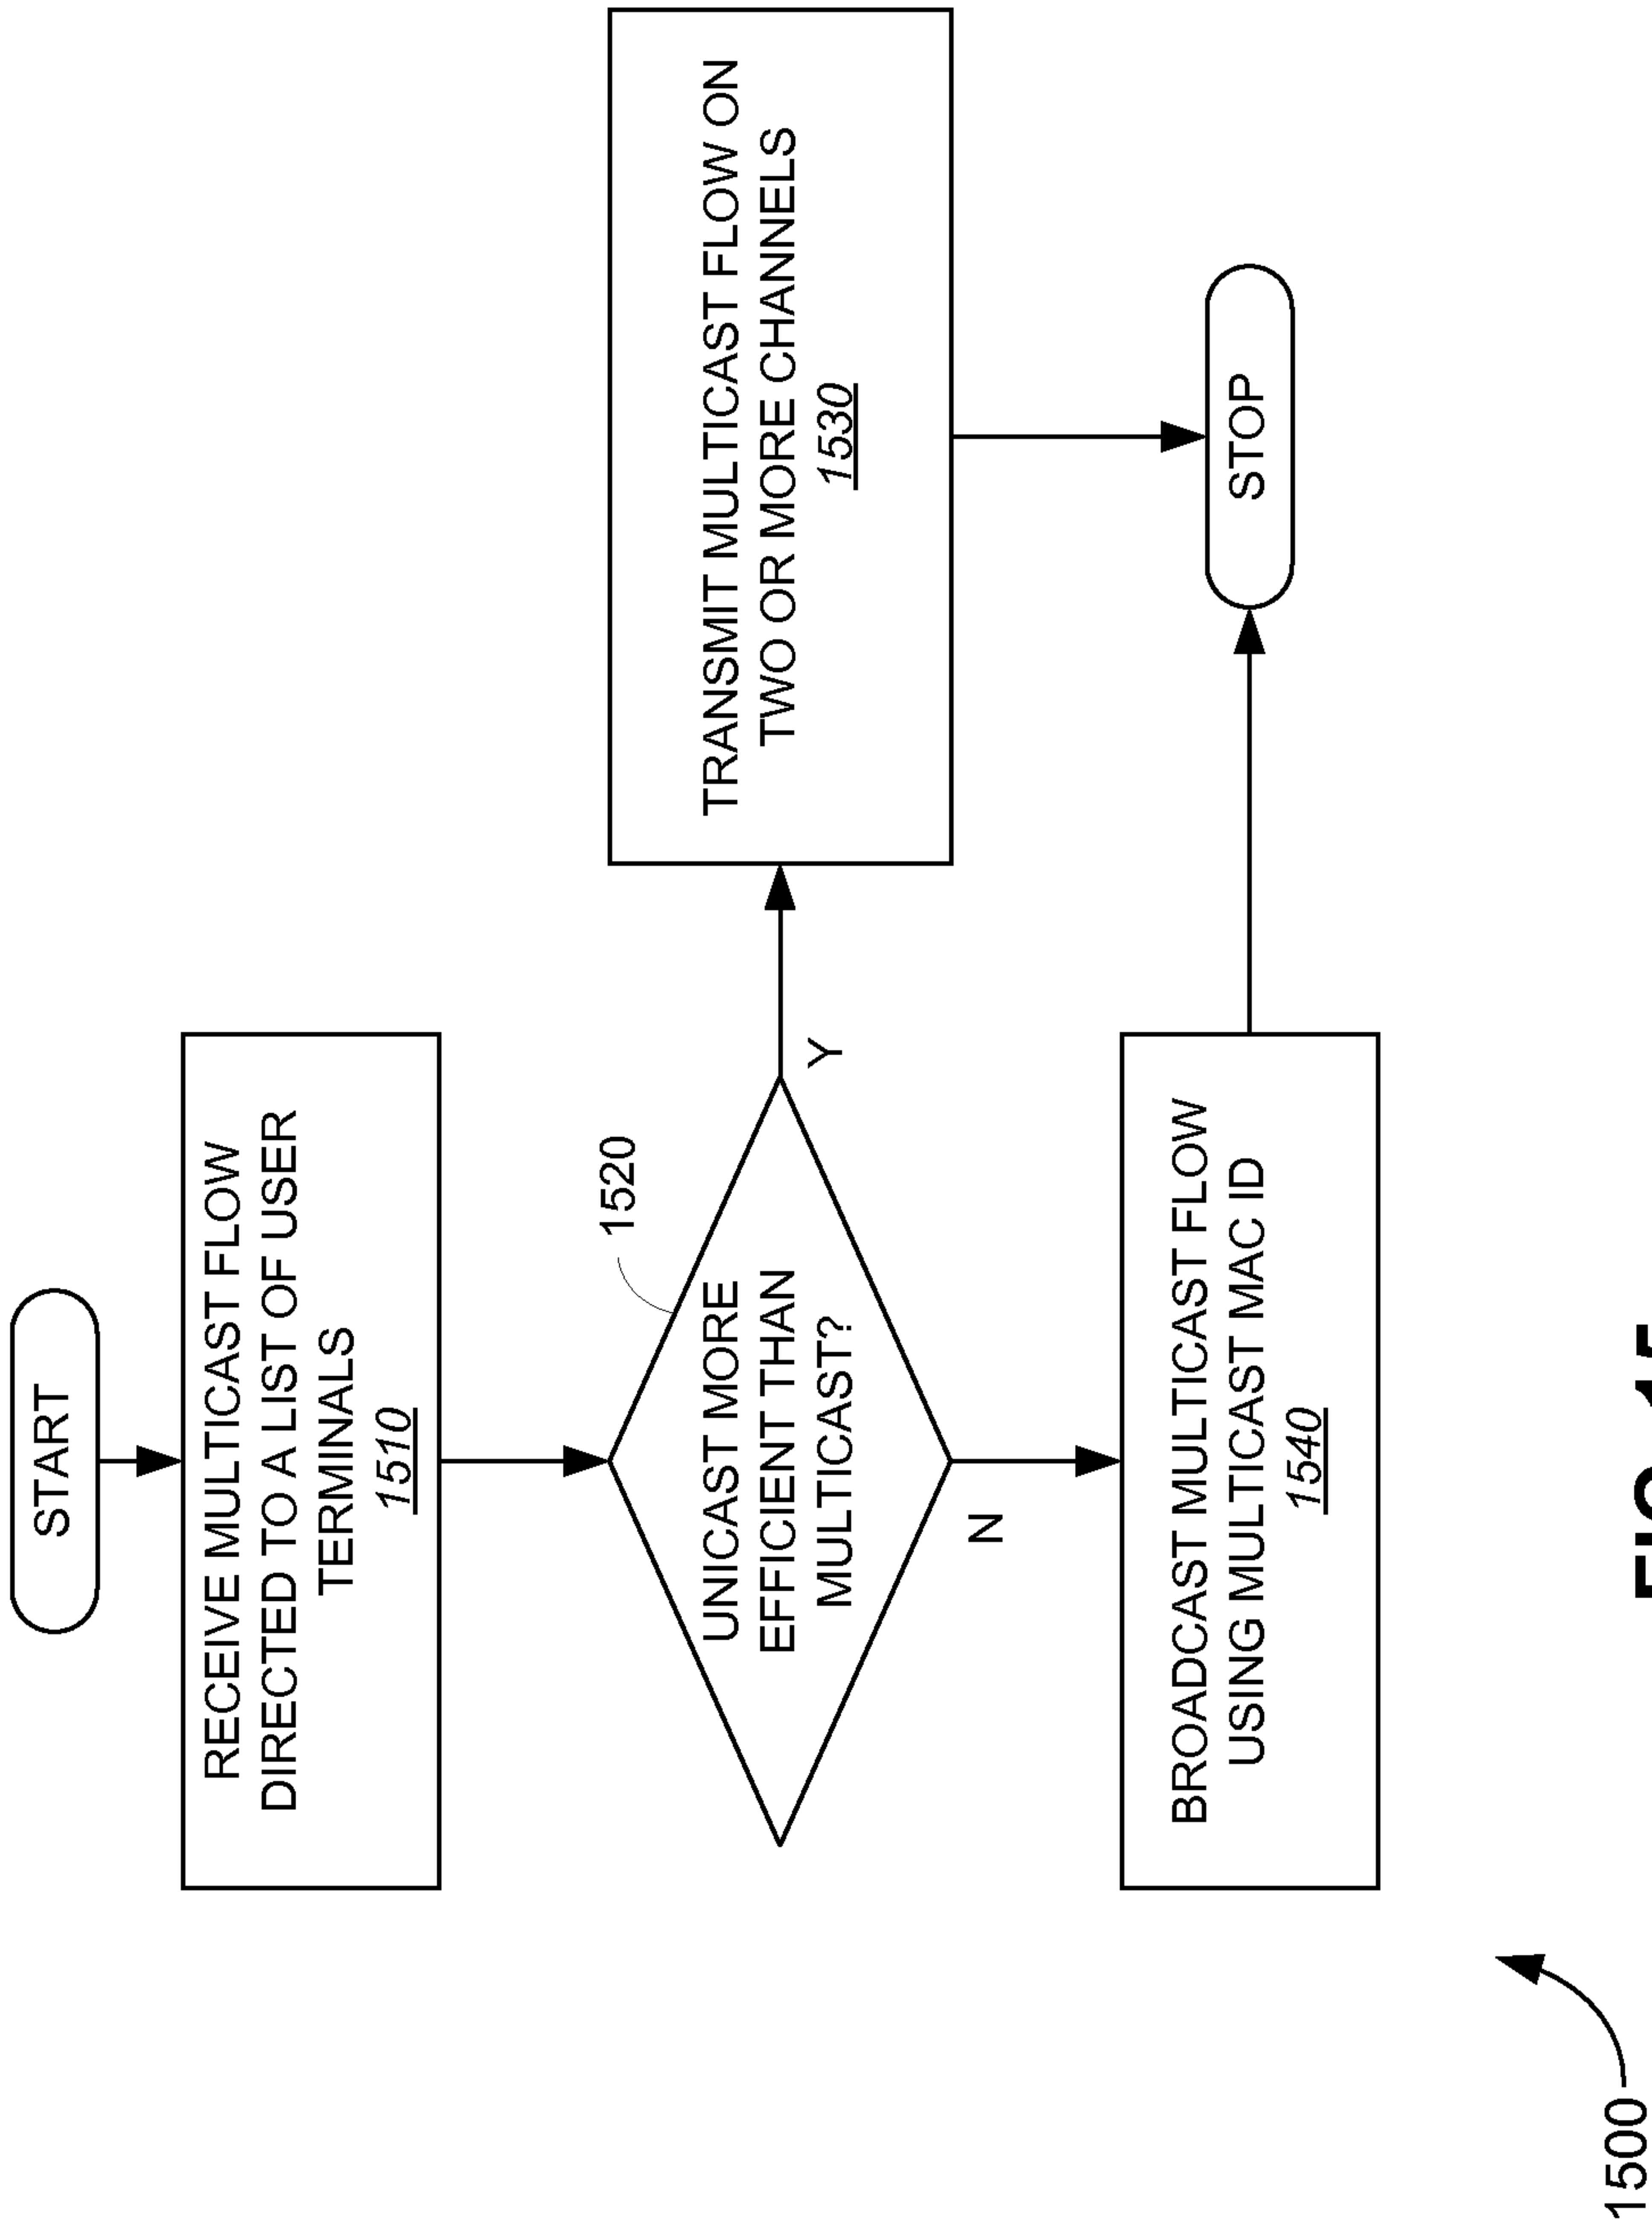 START
RECEIVE MULTICAST FLOW
DIRECTED TO A LIST OF USER
TERMINALS
1510
1520
UNICAST MORE
EFFICIENT THAN
MULTICAST?
Y
N
TRANSMIT MULTICAST FLOW ON
TWO OR MORE CHANNELS
1530
BROADCAST MULTICAST FLOW
USING MULTICAST MAC ID
1540
STOP
1500